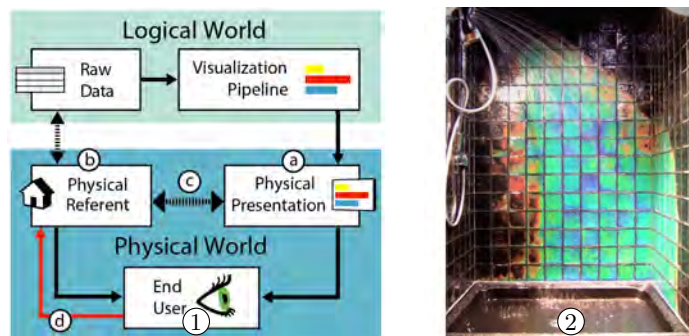 Logical World
Raw
Data
Visualization
Pipeline
b
a
c
Physical
Referent
Physical
Presentation
Physical World
End
User
1
d
2